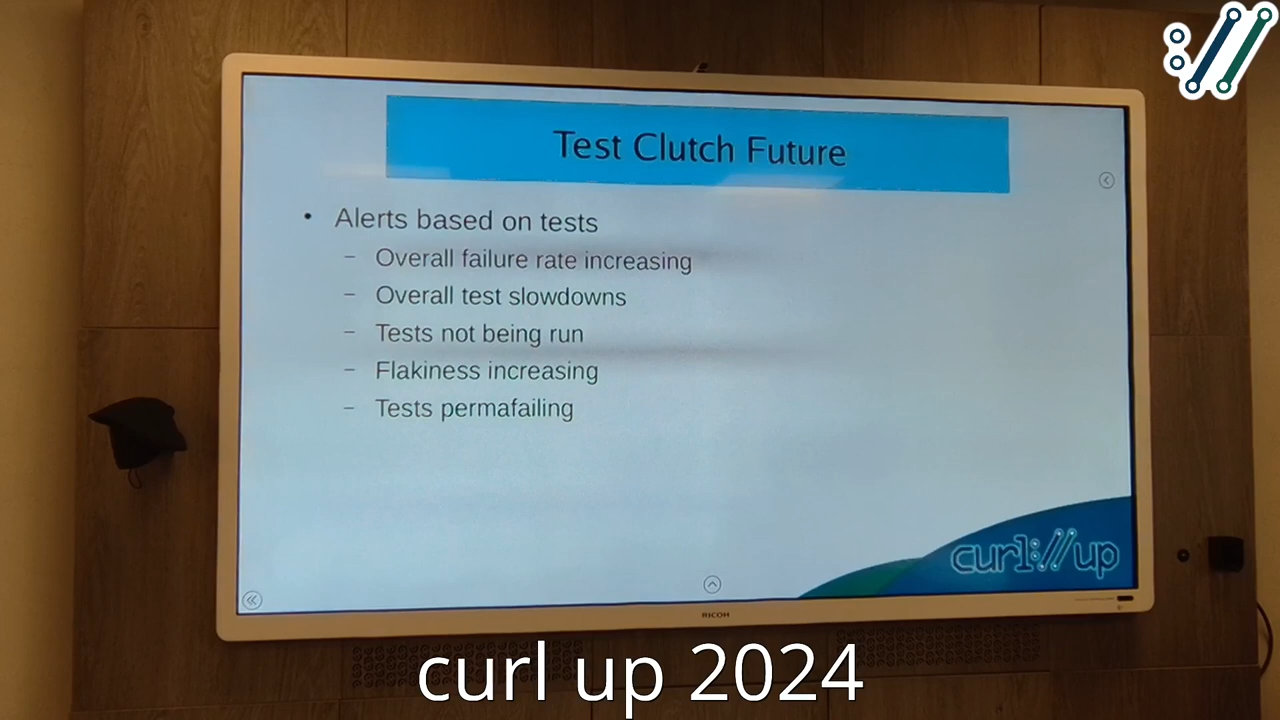 Test Clutch Future
• Alerts based on tests
– Overall failure rate increasing
– Overall test slowdowns
– Tests not being run
– Flakiness increasing
– Tests permafailing
curl://up
RICOH
curl up 2024